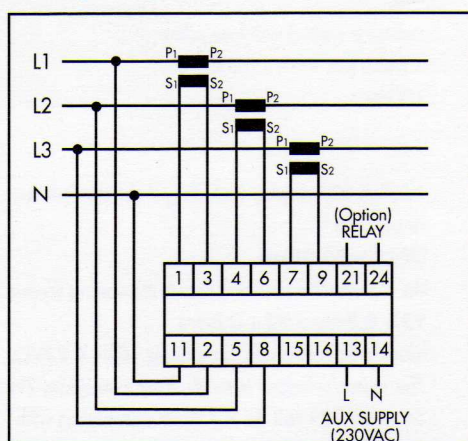 L1 P1 P2
S1 S2
L2 P1 P2
S1 S2
L3 P1 P2
S1 S2
N
(Option)
RELAY
1 3 4 6 7 9 21 24
11 2 5 8 15 16 13 14
L N
AUX SUPPLY
(230VAC)